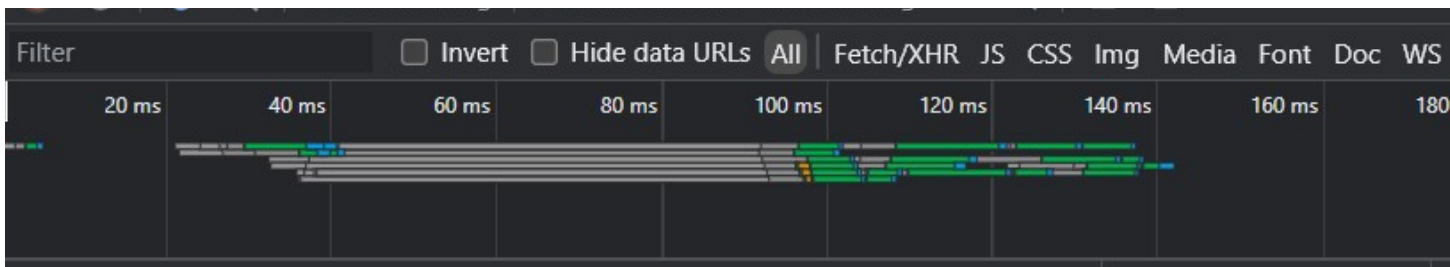 Filter Invert Hide data URLs All Fetch/XHR JS CSS Img Media Font Doc WS
20 ms 40 ms 60 ms 80 ms 100 ms 120 ms 140 ms 160 ms 180